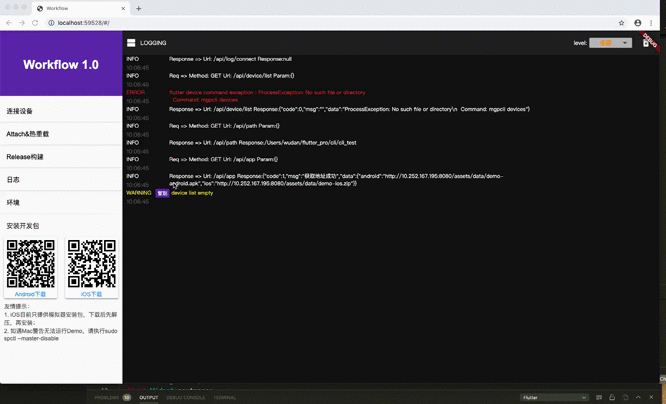 Workflow
localhost:59528/#/
Workflow 1.0
LOGGING
level:
DEBUG
INFO Response => Url: /api/log/connect Response:null
10:06:45
INFO Req => Method: GET Url: /api/device/list Param:{}
10:06:45
ERROR flutter device command exception : ProcessException: No such file or directory
10:06:45 Command: mgpcli devices
INFO Response => Url: /api/device/list Response:{"code":0,"msg":"","data":"ProcessException: No such file or directory\n Command: mgpcli devices"}
10:06:45
INFO Req => Method: GET Url: /api/path Param:{}
10:06:45
INFO Response => Url: /api/path Response:/Users/wudan/flutter_pro/cli/cli_test
10:06:45
INFO Req => Method: GET Url: /api/app Param:{}
10:06:45
INFO Response => Url: /api/app Response:{"code":1,"msg":"获取地址成功","data":{"android":"http://10.252.167.195:8080/assets/data/demo-
10:06:45 android.apk","ios":"http://10.252.167.195:8080/assets/data/demo-ios.zip"}}
WARNING device list empty
10:06:45
连接设备
Attach&热重载
Release构建
日志
环境
安装开发包
Android下载 iOS下载
友情提示：
1. iOS目前只提供模拟器安装包，下载后先解
压，再安装；
2. 如遇Mac警告无法运行Demo，请执行sudo
spctl --master-disable
PROBLEMS OUTPUT DEBUG CONSOLE TERMINAL
Flutter